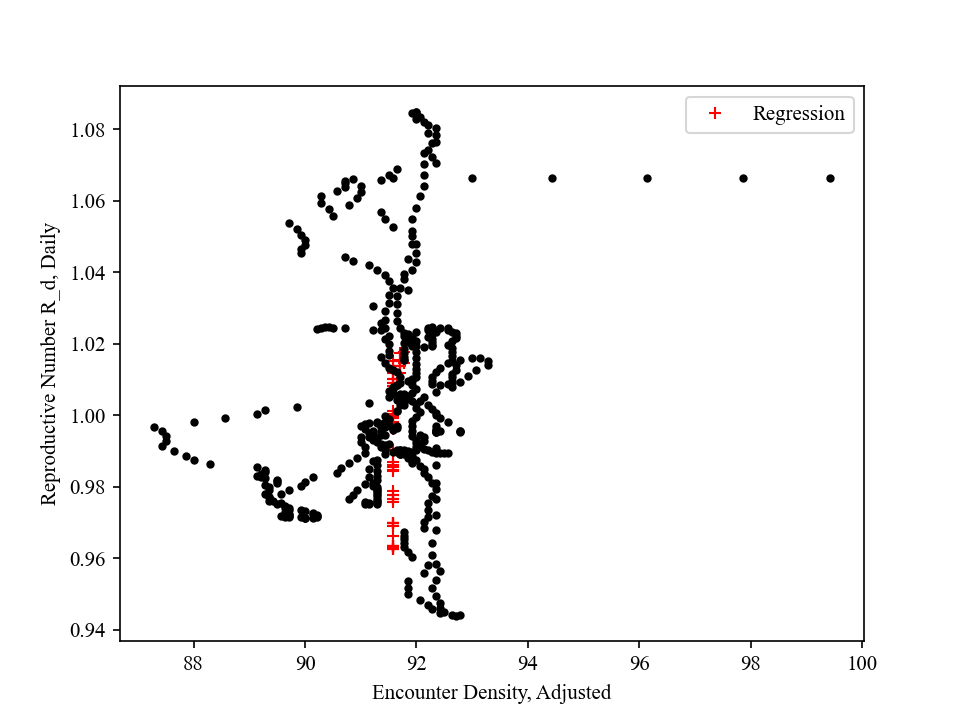 Regression
1.08
1.06
1.04
1.02
1.00
0.98
0.96
0.94
Reproductive Number R_d, Daily
88 90 92 94 96 98 100
Encounter Density, Adjusted